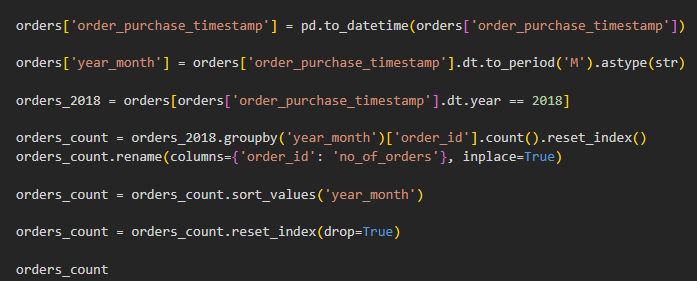 orders['order_purchase_timestamp'] = pd.to_datetime(orders['order_purchase_timestamp'])
orders['year_month'] = orders['order_purchase_timestamp'].dt.to_period('M').astype(str)
orders_2018 = orders[orders['order_purchase_timestamp'].dt.year == 2018]
orders_count = orders_2018.groupby('year_month')['order_id'].count().reset_index()
orders_count.rename(columns={'order_id': 'no_of_orders'}, inplace=True)
orders_count = orders_count.sort_values('year_month')
orders_count = orders_count.reset_index(drop=True)
orders_count